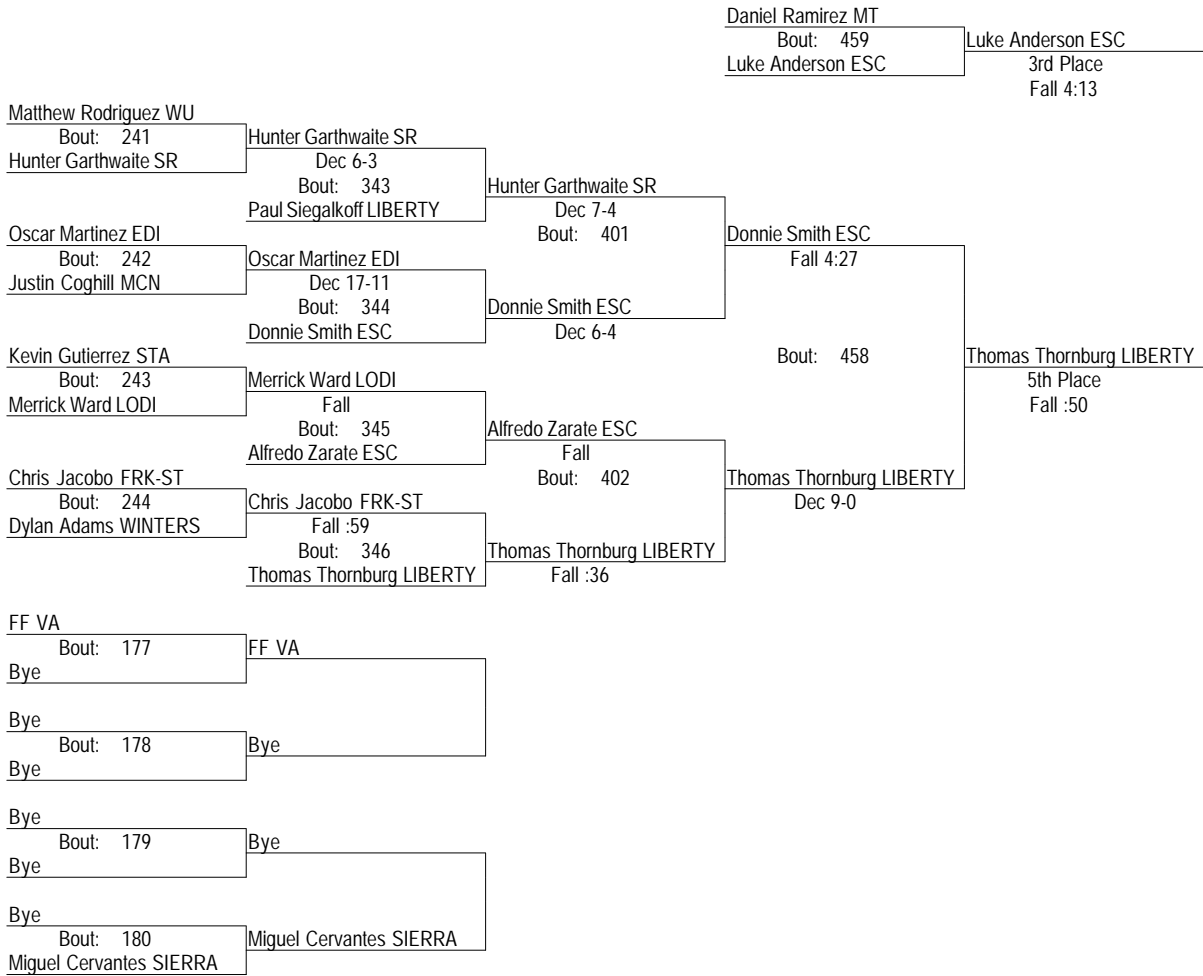 Daniel Ramirez MT
Bout: 459
Luke Anderson ESC
Luke Anderson ESC
3rd Place
Fall 4:13
Matthew Rodriguez WU
Bout: 241
Hunter Garthwaite SR
Hunter Garthwaite SR
Dec 6-3
Bout: 343
Paul Siegalkoff LIBERTY
Hunter Garthwaite SR
Dec 7-4
Bout: 401
Oscar Martinez EDI
Bout: 242
Justin Coghill MCN
Oscar Martinez EDI
Dec 17-11
Bout: 344
Donnie Smith ESC
Donnie Smith ESC
Dec 6-4
Donnie Smith ESC
Fall 4:27
Bout: 458
Thomas Thornburg LIBERTY
5th Place
Fall :50
Kevin Gutierrez STA
Bout: 243
Merrick Ward LODI
Merrick Ward LODI
Fall
Bout: 345
Alfredo Zarate ESC
Alfredo Zarate ESC
Fall
Bout: 402
Chris Jacobo FRK-ST
Bout: 244
Dylan Adams WINTERS
Chris Jacobo FRK-ST
Fall :59
Bout: 346
Thomas Thornburg LIBERTY
Thomas Thornburg LIBERTY
Fall :36
Thomas Thornburg LIBERTY
Dec 9-0
FF VA
Bout: 177
Bye
FF VA
Bye
Bout: 178
Bye
Bye
Bye
Bout: 179
Bye
Bye
Bye
Bout: 180
Miguel Cervantes SIERRA
Miguel Cervantes SIERRA